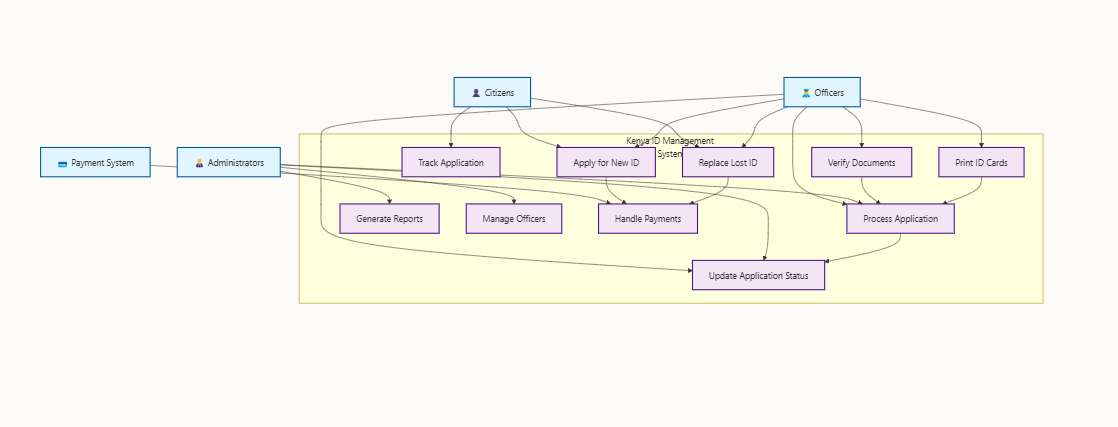 Citizens
Officers
Kenya ID Management
System
Payment System
Administrators
Track Application
Apply for New ID
Replace Lost ID
Verify Documents
Print ID Cards
Generate Reports
Manage Officers
Handle Payments
Process Application
Update Application Status